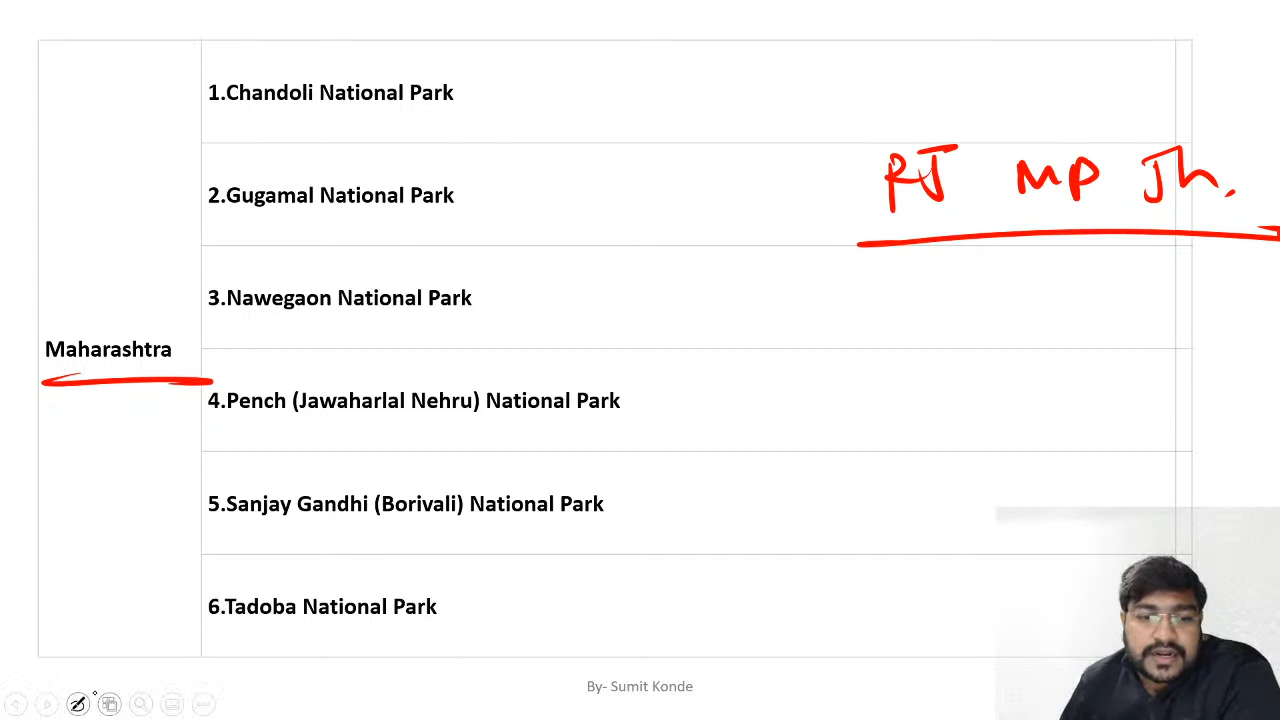 1.Chandoli National Park
RJ MP Jh.
2.Gugamal National Park
3.Nawegaon National Park
Maharashtra
4.Pench (Jawaharlal Nehru) National Park
5.Sanjay Gandhi (Borivali) National Park
6.Tadoba National Park
By- Sumit Konde